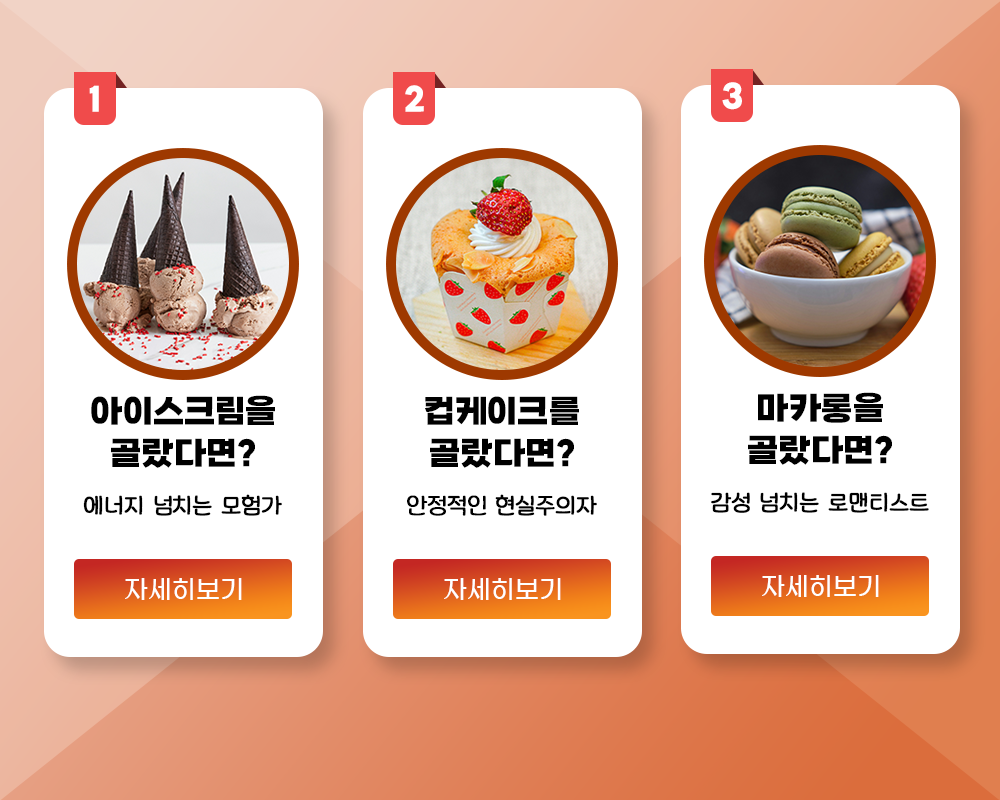 1
아이스크림을
골랐다면?
에너지 넘치는 모험가
자세히보기
2
컵케이크를
골랐다면?
안정적인 현실주의자
자세히보기
3
마카롱을
골랐다면?
감성 넘치는 로맨티스트
자세히보기